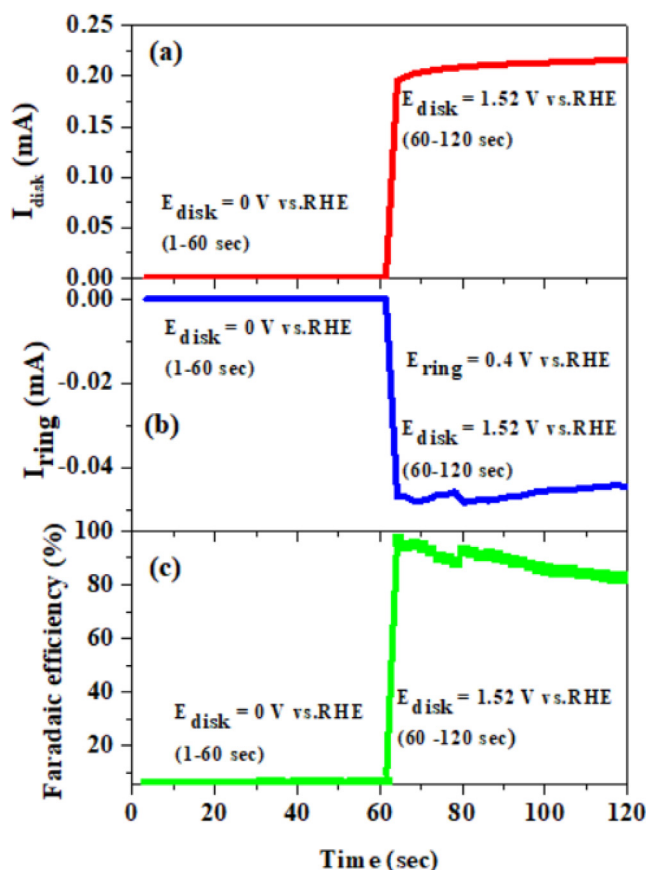 0.25
(a)
0.20
E disk = 1.52 V vs.RHE
0.15
(60-120 sec)
I disk (mA)
0.10
E disk = 0 V vs.RHE
0.05
(1-60 sec)
0.00
0.00
E disk = 0 V vs.RHE
(1-60 sec)
E ring = 0.4 V vs.RHE
-0.02
I ring (mA)
(b)
E disk = 1.52 V vs.RHE
(60-120 sec)
-0.04
100
(c)
80
60
Faradaic efficiency (%)
40
E disk = 0 V vs.RHE
E disk = 1.52 V vs.RHE
(1-60 sec)
(60 -120 sec)
20
0 20 40 60 80 100 120
Time (sec)